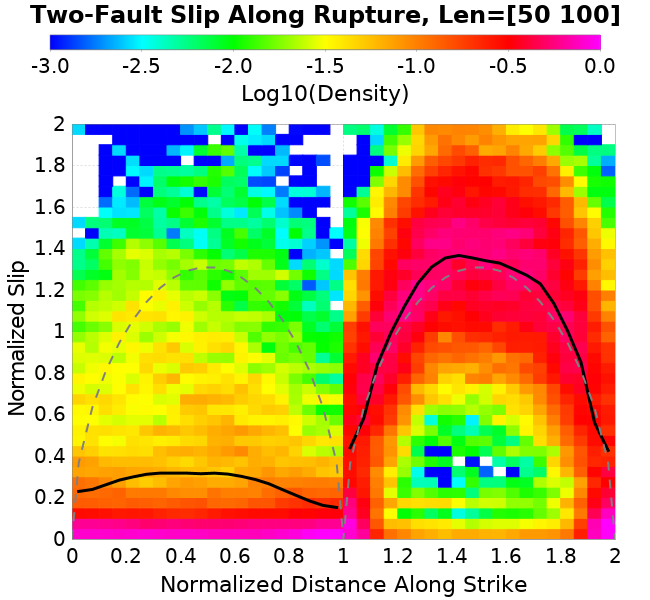 Two-Fault Slip Along Rupture, Len=[50 100]
-3.0 -2.5 -2.0 -1.5 -1.0 -0.5 0.0
Log10(Density)
2
1.8
1.6
1.4
1.2
1
0.8
0.6
0.4
0.2
0
Normalized Slip
0 0.2 0.4 0.6 0.8 1 1.2 1.4 1.6 1.8 2
Normalized Distance Along Strike